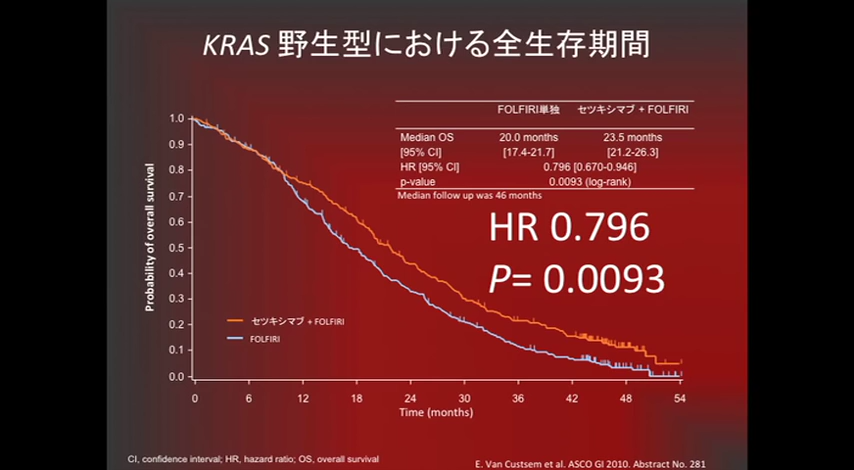 KRAS 野生型における全生存期間
FOLFIRI単独 セツキシマブ + FOLFIRI
Median OS 20.0 months 23.5 months
[95% CI] [17.4-21.7] [21.2-26.3]
HR [95% CI] 0.796 [0.670-0.946]
p-value 0.0093 (log-rank)
Median follow up was 46 months
HR 0.796
P= 0.0093
Probability of overall survival
1.0
0.9
0.8
0.7
0.6
0.5
0.4
0.3
0.2
0.1
0.0
セツキシマブ + FOLFIRI
FOLFIRI
0 6 12 18 24 30 36 42 48 54
Time (months)
CI, confidence interval; HR, hazard ratio; OS, overall survival
E. Van Custsem et al. ASCO GI 2010. Abstract No. 281